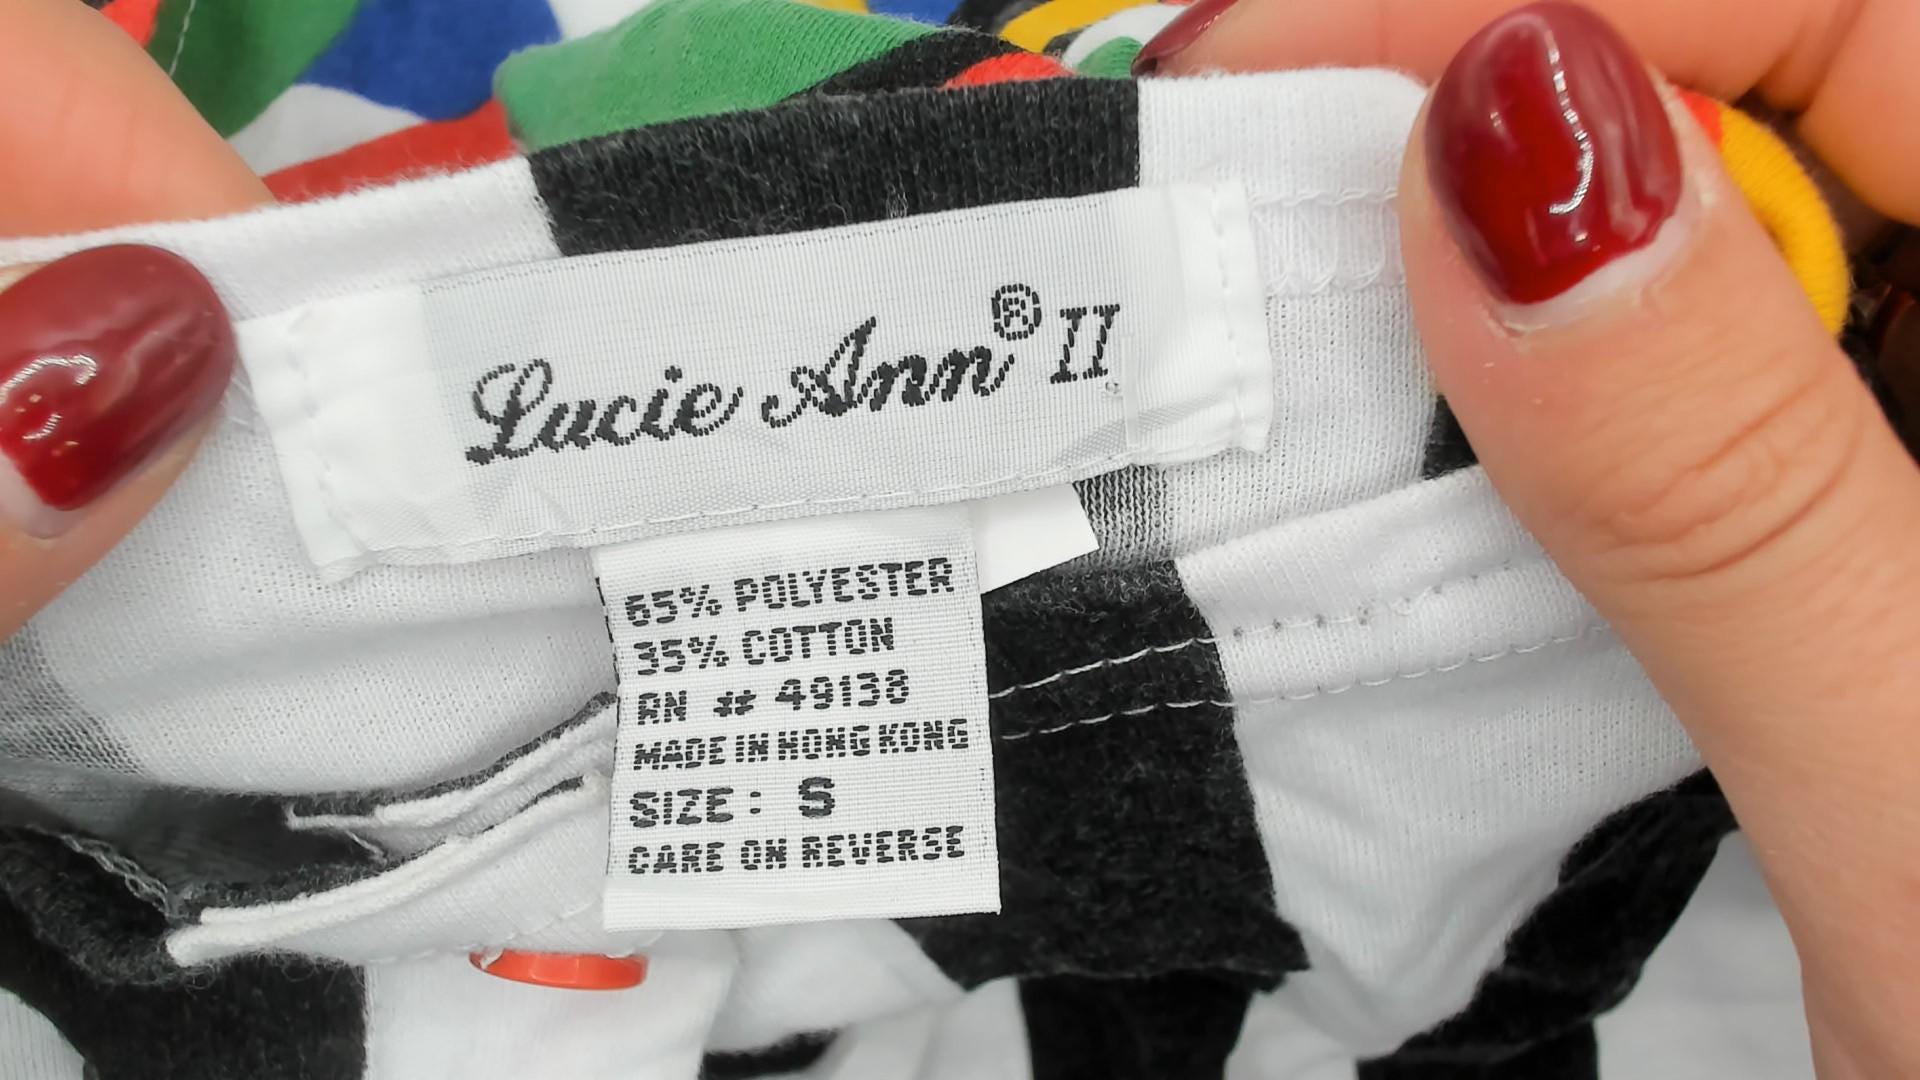 Lucie Ann® II
65% POLYESTER
35% COTTON
RN # 49138
MADE IN HONG KONG
SIZE: S
CARE ON REVERSE